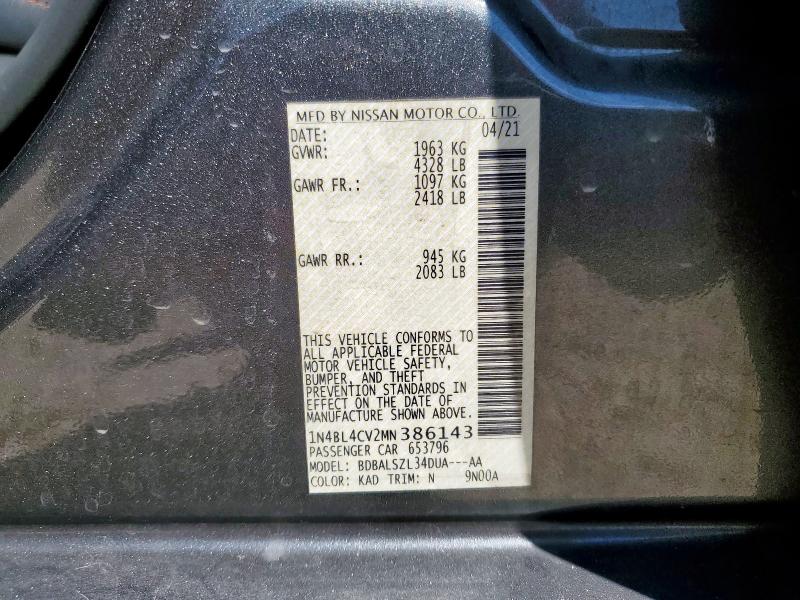 MFD BY NISSAN MOTOR CO., LTD.
DATE: 04/21
GVWR: 1963 KG
4328 LB
GAWR FR.: 1097 KG
2418 LB
GAWR RR.: 945 KG
2083 LB
THIS VEHICLE CONFORMS TO
ALL APPLICABLE FEDERAL
MOTOR VEHICLE SAFETY,
BUMPER, AND THEFT
PREVENTION STANDARDS IN
EFFECT ON THE DATE OF
MANUFACTURE SHOWN ABOVE.
1N4BL4CV2MN386143
PASSENGER CAR 653796
MODEL: BDBALSZL34DUA---AA
COLOR: KAD TRIM: N 9N00A